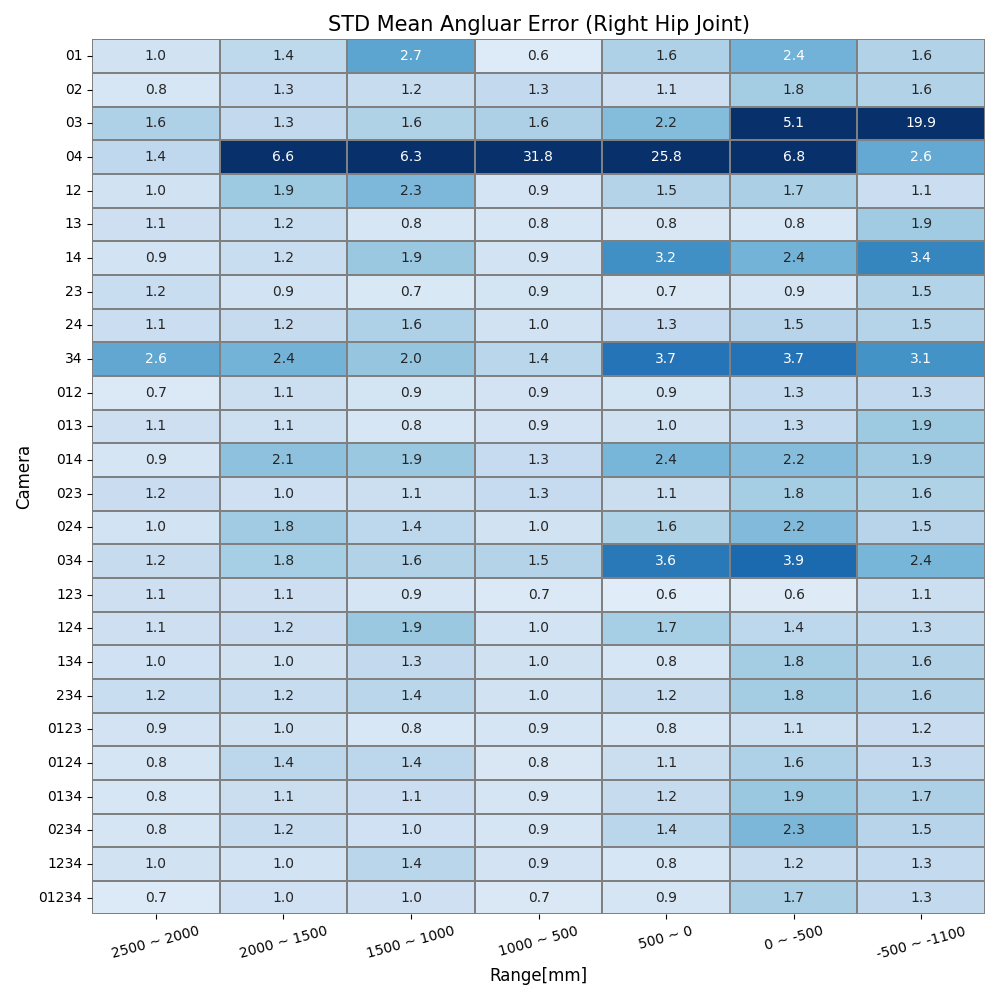 STD Mean Angluar Error (Right Hip Joint)
01 1.0 1.4 2.7 0.6 1.6 2.4 1.6
02 0.8 1.3 1.2 1.3 1.1 1.8 1.6
03 1.6 1.3 1.6 1.6 2.2 5.1 19.9
04 1.4 6.6 6.3 31.8 25.8 6.8 2.6
12 1.0 1.9 2.3 0.9 1.5 1.7 1.1
13 1.1 1.2 0.8 0.8 0.8 0.8 1.9
14 0.9 1.2 1.9 0.9 3.2 2.4 3.4
23 1.2 0.9 0.7 0.9 0.7 0.9 1.5
24 1.1 1.2 1.6 1.0 1.3 1.5 1.5
34 2.6 2.4 2.0 1.4 3.7 3.7 3.1
012 0.7 1.1 0.9 0.9 0.9 1.3 1.3
013 1.1 1.1 0.8 0.9 1.0 1.3 1.9
014 0.9 2.1 1.9 1.3 2.4 2.2 1.9
023 1.2 1.0 1.1 1.3 1.1 1.8 1.6
024 1.0 1.8 1.4 1.0 1.6 2.2 1.5
034 1.2 1.8 1.6 1.5 3.6 3.9 2.4
123 1.1 1.1 0.9 0.7 0.6 0.6 1.1
124 1.1 1.2 1.9 1.0 1.7 1.4 1.3
134 1.0 1.0 1.3 1.0 0.8 1.8 1.6
234 1.2 1.2 1.4 1.0 1.2 1.8 1.6
0123 0.9 1.0 0.8 0.9 0.8 1.1 1.2
0124 0.8 1.4 1.4 0.8 1.1 1.6 1.3
0134 0.8 1.1 1.1 0.9 1.2 1.9 1.7
0234 0.8 1.2 1.0 0.9 1.4 2.3 1.5
1234 1.0 1.0 1.4 0.9 0.8 1.2 1.3
01234 0.7 1.0 1.0 0.7 0.9 1.7 1.3
Camera
2500 ~ 2000 2000 ~ 1500 1500 ~ 1000 1000 ~ 500 500 ~ 0 0 ~ -500 -500 ~ -1100
Range[mm]